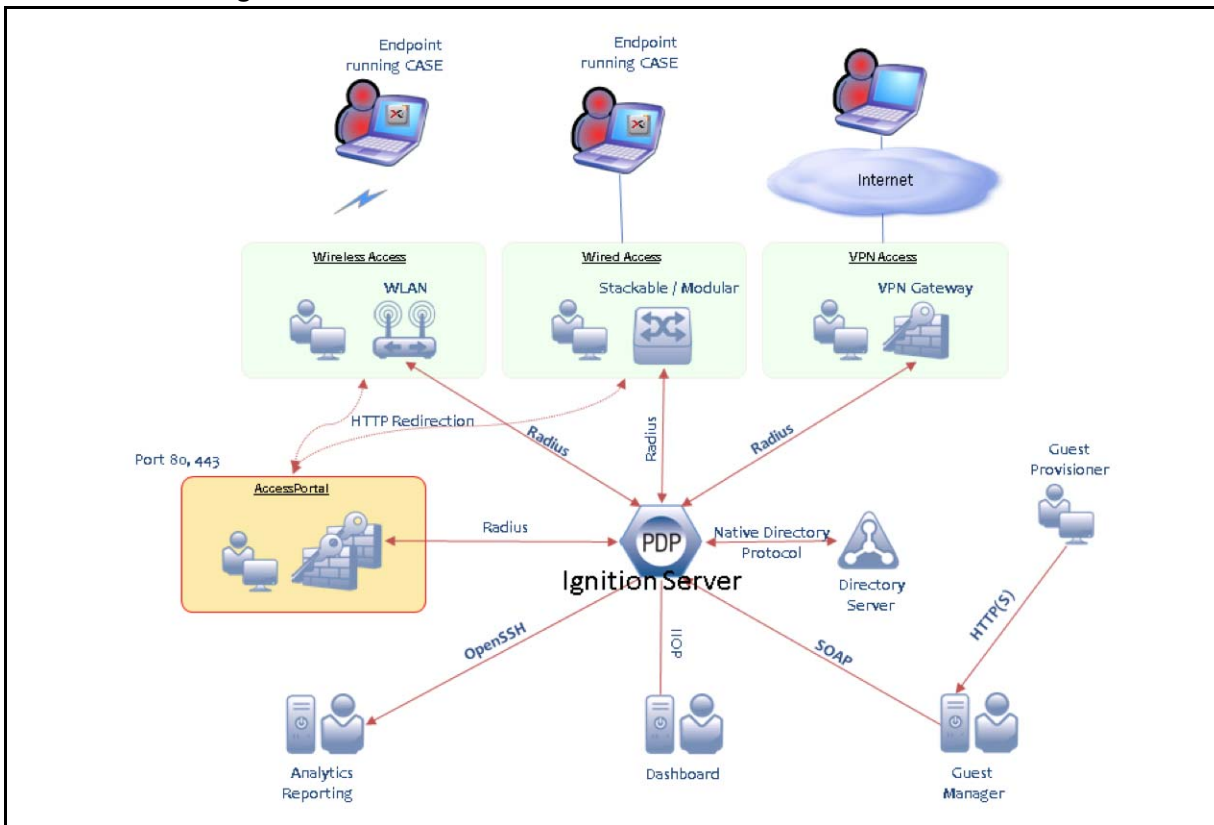 Endpoint
running CASE
Endpoint
running CASE
Internet
Wireless Access
WLAN
Wired Access
Stackable / Modular
VPN Access
VPN Gateway
HTTP Redirection
Radius
Radius
Radius
Port 80, 443
AccessPortal
Radius
PDP
Ignition Server
Native Directory
Protocol
Directory
Server
Guest
Provisioner
OpenSSH
IIOP
SOAP
HTTP(S)
Analytics
Reporting
Dashboard
Guest
Manager